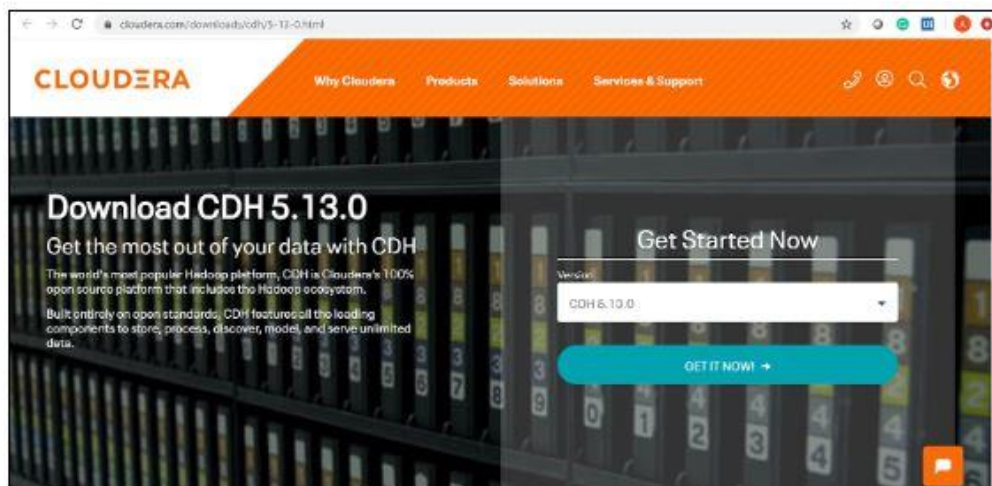 cloudera.com/downloads/cdh/5-13-0.html
CLOUDERA
Why Cloudera Products Solutions Services & Support
Download CDH 5.13.0
Get the most out of your data with CDH
The world's most popular Hadoop platform, CDH is Cloudera's 100%
open source platform that includes the Hadoop ecosystem.
Built entirely on open standards, CDH features all the leading
components to store, process, discover, model, and serve unlimited
data.
Get Started Now
Version
CDH 5.13.0
GET IT NOW! →